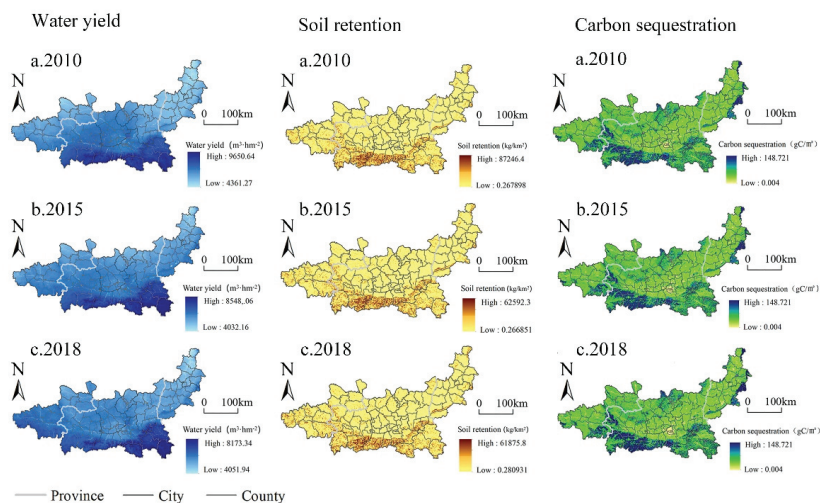 Water yield
Soil retention
Carbon sequestration
a.2010
N
0 100km
Water yield (m³·hm⁻²)
High : 9650.64
Low : 4361.27
a.2010
N
0 100km
Soil retention (kg/km²)
High : 87246.4
Low : 0.267898
a.2010
N
0 100km
Carbon sequestration (gC/㎡)
High : 148.721
Low : 0.004
b.2015
N
0 100km
Water yield (m³·hm⁻²)
High : 8548,.06
Low : 4032.16
b.2015
N
0 100km
Soil retention (kg/km²)
High : 62592.3
Low : 0.266851
b.2015
N
0 100km
Carbon sequestration (gC/㎡)
High : 148.721
Low : 0.004
c.2018
N
0 100km
Water yield (m³·hm⁻²)
High : 8173.34
Low : 4051.94
c.2018
N
0 100km
Soil retention (kg/km²)
High : 61875.8
Low : 0.280931
c.2018
N
0 100km
Carbon sequestration (gC/㎡)
High : 148.721
Low : 0.004
Province City County